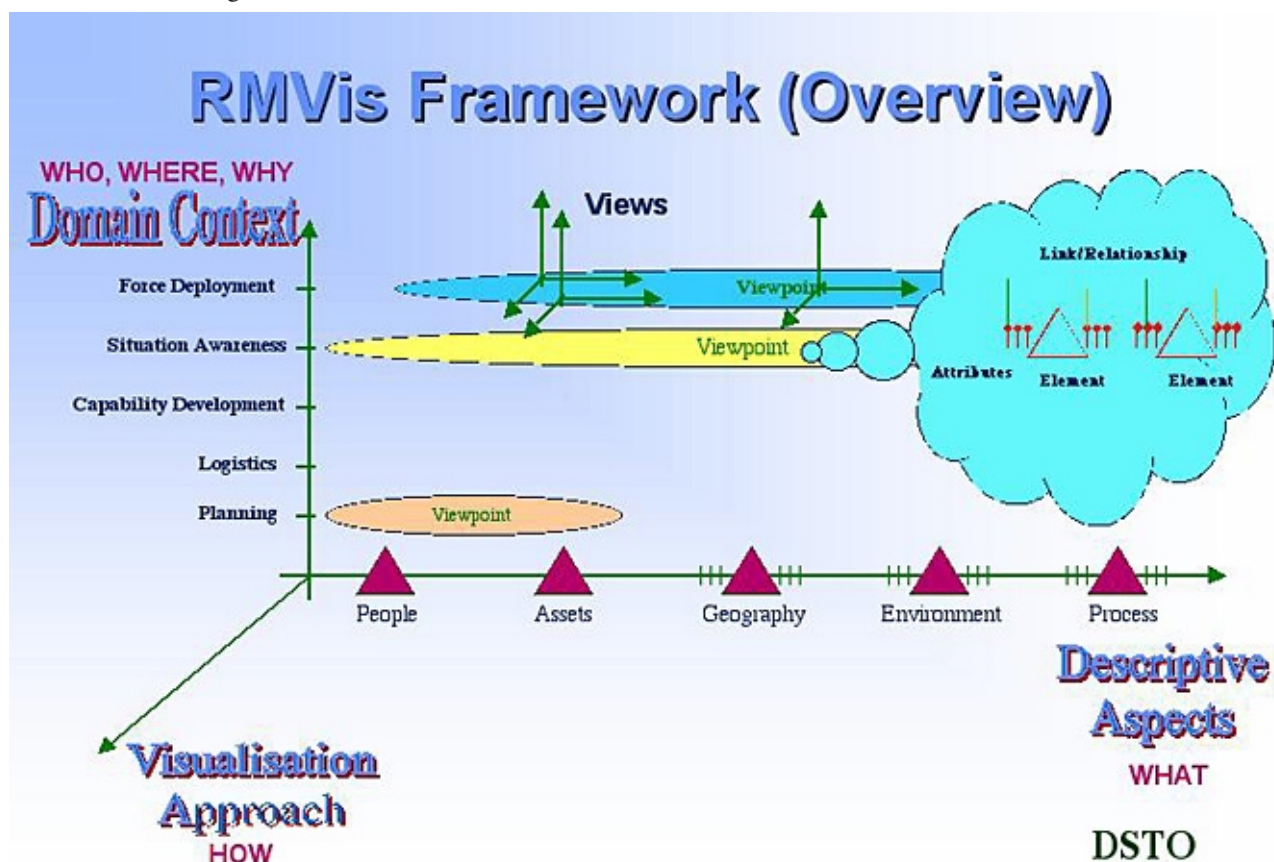 RMVis Framework (Overview)
WHO, WHERE, WHY
Domain Context
Views
Link/Relationship
Force Deployment
Viewpoint
Situation Awareness
Viewpoint
Attributes
Element
Element
Capability Development
Logistics
Planning
Viewpoint
People
Assets
Geography
Environment
Process
Descriptive
Aspects
WHAT
Visualisation
Approach
HOW
DSTO